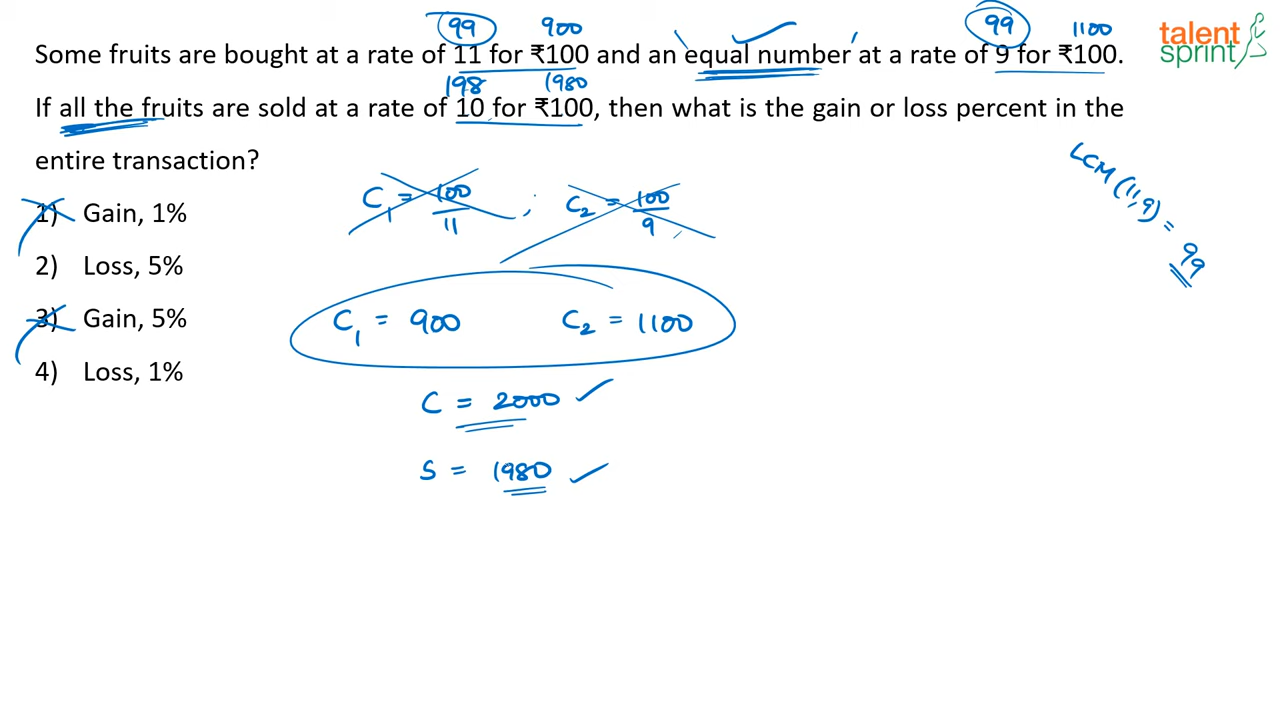 99 900 99 1100
talent
sprint
Some fruits are bought at a rate of 11 for ₹100 and an equal number at a rate of 9 for ₹100.
198 1980
If all the fruits are sold at a rate of 10 for ₹100, then what is the gain or loss percent in the
entire transaction?
LCM (11,9) = 99
C₁ = 100/11 ; C₂ = 100/9
1) Gain, 1%
2) Loss, 5%
3) Gain, 5%
C₁ = 900 C₂ = 1100
4) Loss, 1%
C = 2000
S = 1980